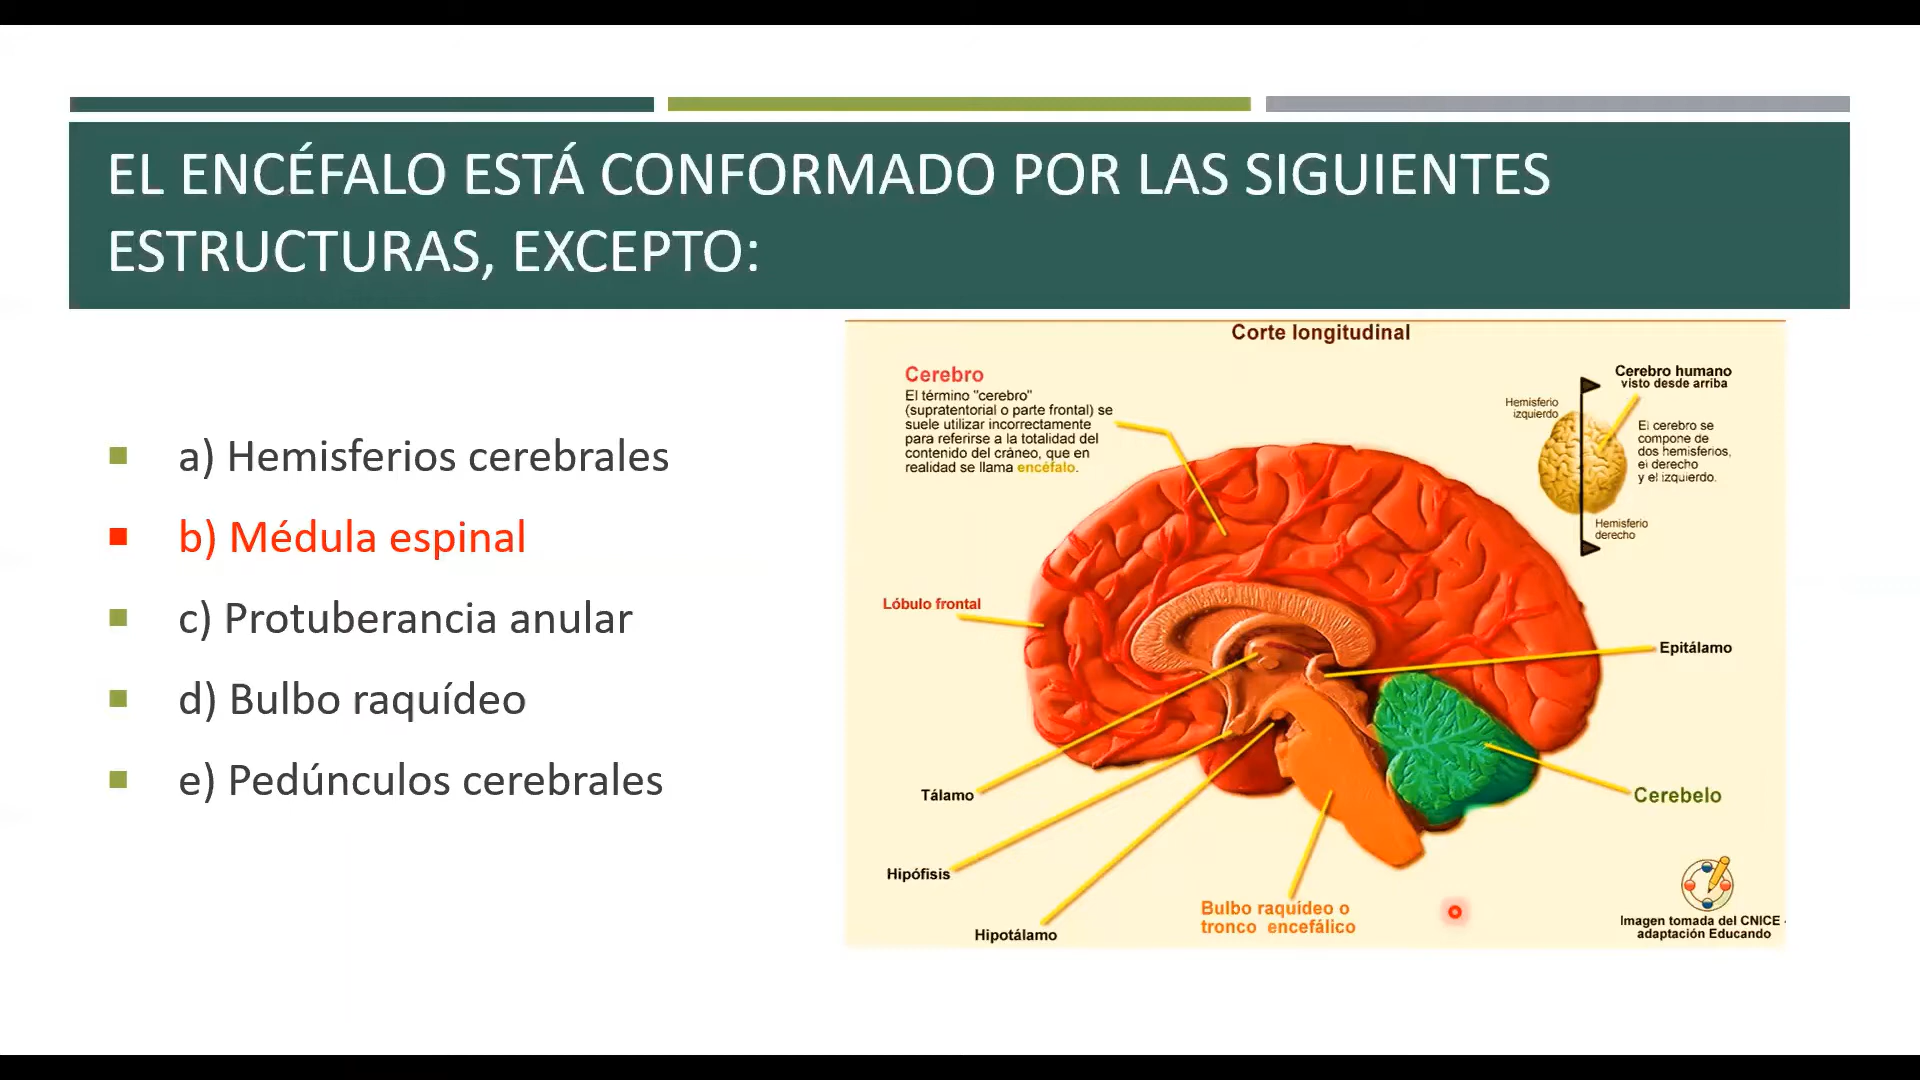 EL ENCÉFALO ESTÁ CONFORMADO POR LAS SIGUIENTES
ESTRUCTURAS, EXCEPTO:
a) Hemisferios cerebrales
b) Médula espinal
c) Protuberancia anular
d) Bulbo raquídeo
e) Pedúnculos cerebrales
Corte longitudinal
Cerebro
El término "cerebro"
(supratentorial o parte frontal) se
suele utilizar incorrectamente
para referirse a la totalidad del
contenido del cráneo, que en
realidad se llama encéfalo.
Cerebro humano
visto desde arriba
Hemisferio
izquierdo
El cerebro se
compone de
dos hemisferios,
el derecho
y el izquierdo.
Hemisferio
derecho
Lóbulo frontal
Epitálamo
Tálamo
Cerebelo
Hipófisis
Bulbo raquídeo o
tronco encefálico
Hipotálamo
Imagen tomada del CNICE -
adaptación Educando